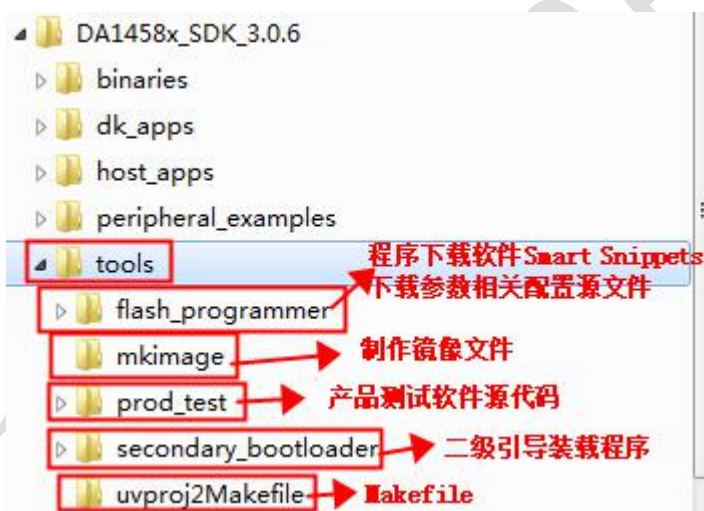 DA1458x_SDK_3.0.6
binaries
dk_apps
host_apps
peripheral_examples
tools
程序下载软件Smart Snippets
下载参数相关配置源文件
flash_programmer
mkimage
制作镜像文件
prod_test
产品测试软件源代码
secondary_bootloader
二级引导装载程序
uvproj2Makefile
Makefile